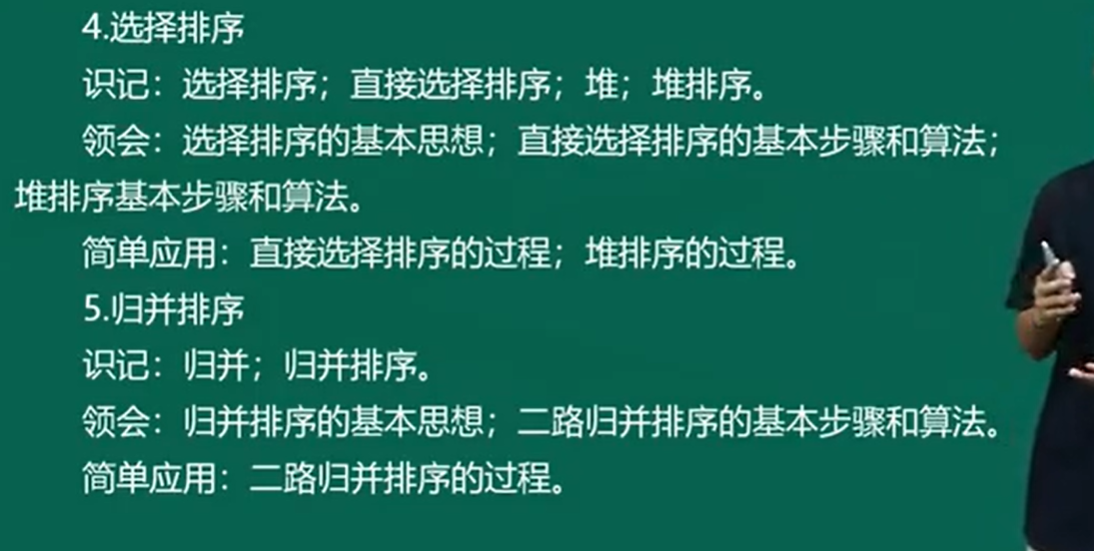 4.选择排序
识记：选择排序；直接选择排序；堆；堆排序。
领会：选择排序的基本思想；直接选择排序的基本步骤和算法；
堆排序基本步骤和算法。
简单应用：直接选择排序的过程；堆排序的过程。
5.归并排序
识记：归并；归并排序。
领会：归并排序的基本思想；二路归并排序的基本步骤和算法。
简单应用：二路归并排序的过程。